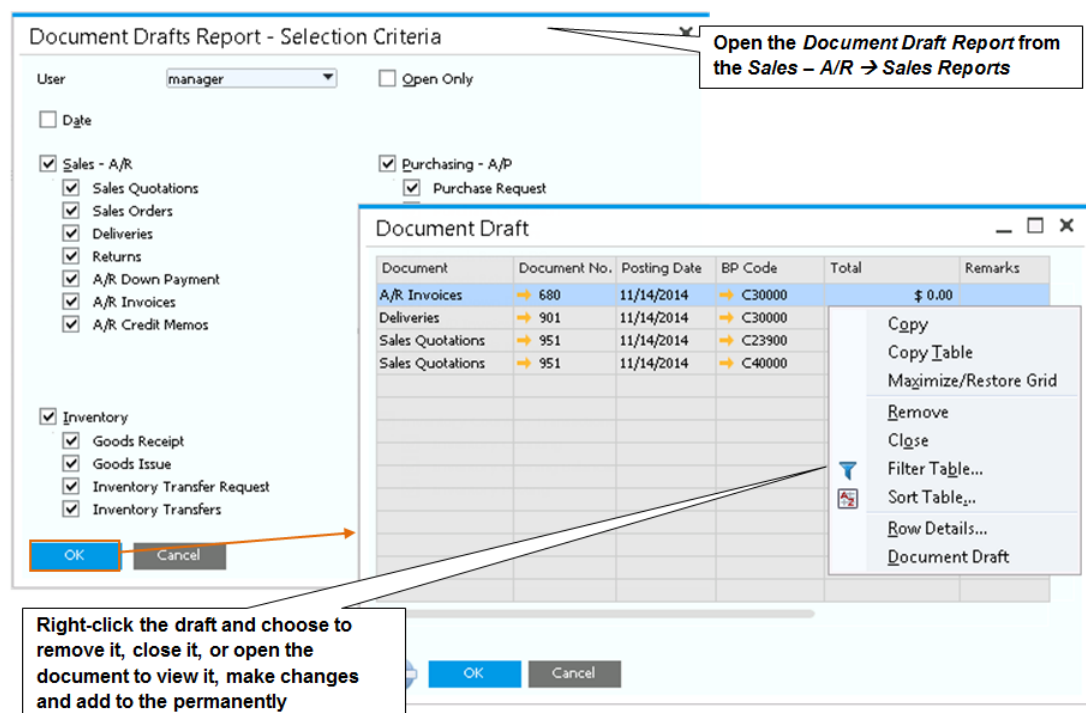 Document Drafts Report - Selection Criteria
Open the Document Draft Report from
the Sales – A/R → Sales Reports
User manager Open Only
Date
Sales - A/R
Sales Quotations
Sales Orders
Deliveries
Returns
A/R Down Payment
A/R Invoices
A/R Credit Memos
Purchasing - A/P
Purchase Request
Inventory
Goods Receipt
Goods Issue
Inventory Transfer Request
Inventory Transfers
OK Cancel
Document Draft
Document Document No. Posting Date BP Code Total Remarks
A/R Invoices 680 11/14/2014 C30000 $ 0.00
Deliveries 901 11/14/2014 C30000
Sales Quotations 951 11/14/2014 C23900
Sales Quotations 951 11/14/2014 C40000
Copy
Copy Table
Maximize/Restore Grid
Remove
Close
Filter Table...
Sort Table...
Row Details...
Document Draft
OK Cancel
Right-click the draft and choose to
remove it, close it, or open the
document to view it, make changes
and add to the permanently